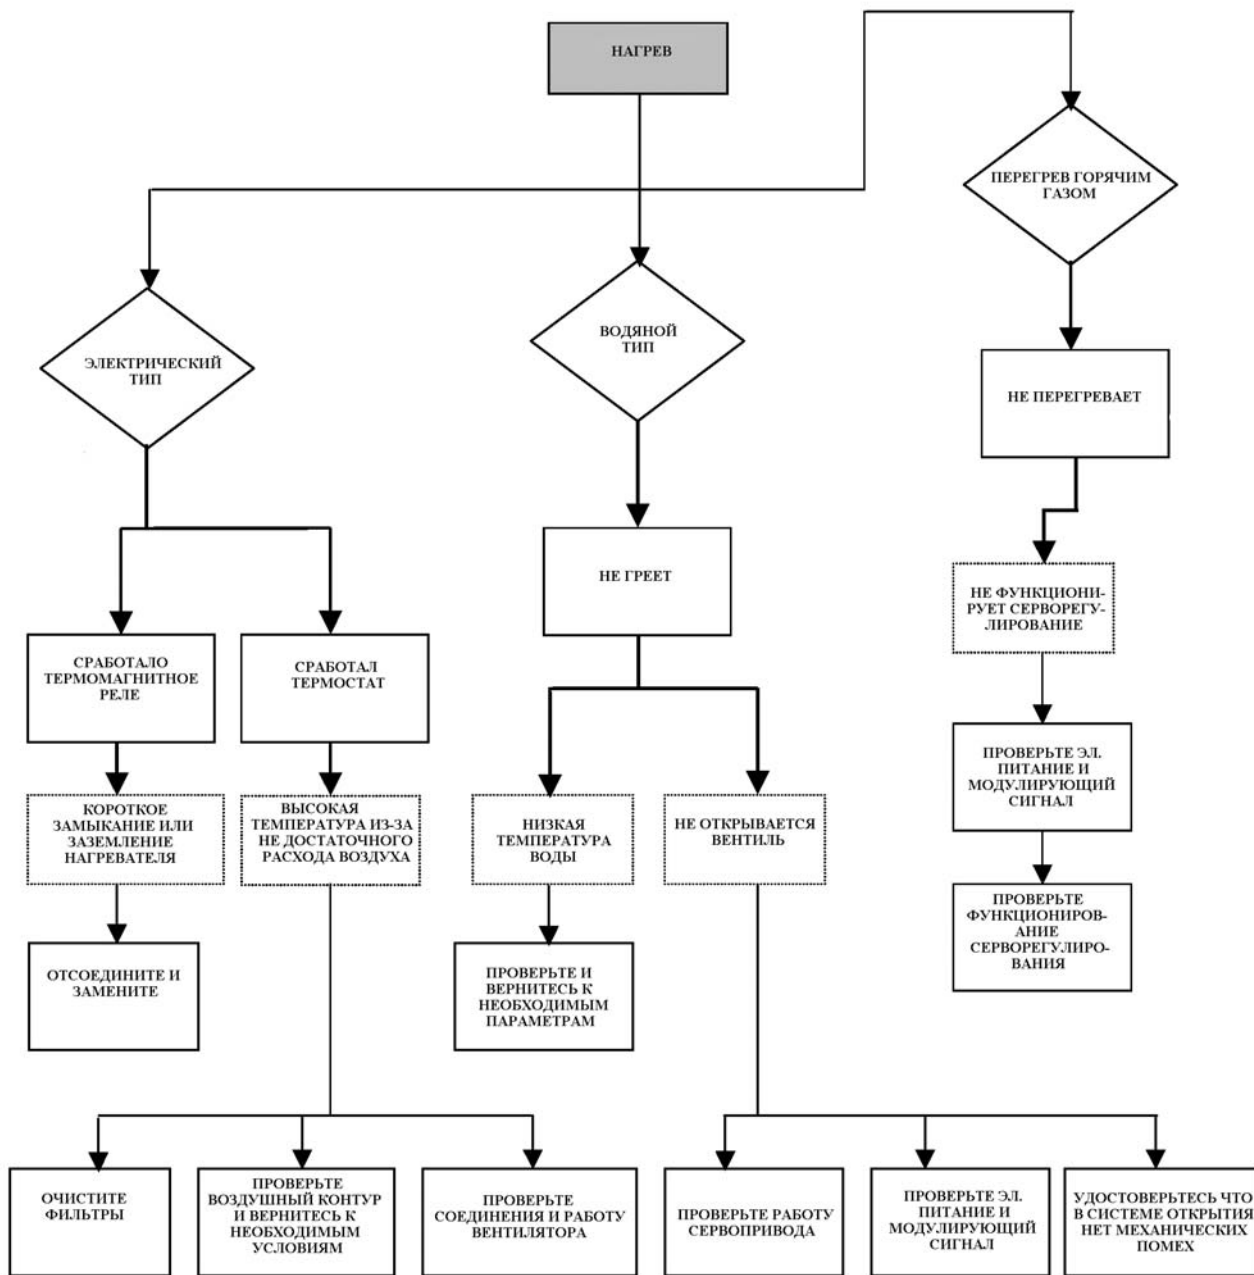 НАГРЕВ
ПЕРЕГРЕВ ГОРЯЧИМ
ГАЗОМ
ВОДЯНОЙ
ТИП
ЭЛЕКТРИЧЕСКИЙ
ТИП
НЕ ПЕРЕГРЕВАЕТ
НЕ ГРЕЕТ
НЕ ФУНКЦИОНИ-
РУЕТ СЕРВОРЕГУ-
ЛИРОВАНИЕ
СРАБОТАЛО
ТЕРМОМАГНИТНОЕ
РЕЛЕ
СРАБОТАЛ
ТЕРМОСТАТ
ПРОВЕРЬТЕ ЭЛ.
ПИТАНИЕ И
МОДУЛИРУЮЩИЙ
СИГНАЛ
КОРОТКОЕ
ЗАМЫКАНИЕ ИЛИ
ЗАЗЕМЛЕНИЕ
НАГРЕВАТЕЛЯ
ВЫСОКАЯ
ТЕМПЕРАТУРА ИЗ-ЗА
НЕ ДОСТАТОЧНОГО
РАСХОДА ВОЗДУХА
НИЗКАЯ
ТЕМПЕРАТУРА
ВОДЫ
НЕ ОТКРЫВАЕТСЯ
ВЕНТИЛЬ
ПРОВЕРЬТЕ
ФУНКЦИОНИРОВ-
АНИЕ
СЕРВОРЕГУЛИРО-
ВАНИЯ
ОТСОЕДИНИТЕ И
ЗАМЕНИТЕ
ПРОВЕРЬТЕ И
ВЕРНИТЕСЬ К
НЕОБХОДИМЫМ
ПАРАМЕТРАМ
ОЧИСТИТЕ
ФИЛЬТРЫ
ПРОВЕРЬТЕ
ВОЗДУШНЫЙ КОНТУР
И ВЕРНИТЕСЬ К
НЕОБХОДИМЫМ
УСЛОВИЯМ
ПРОВЕРЬТЕ
СОЕДИНЕНИЯ И РАБОТУ
ВЕНТИЛЯТОРА
ПРОВЕРЬТЕ РАБОТУ
СЕРВОПРИВОДА
ПРОВЕРЬТЕ ЭЛ.
ПИТАНИЕ И
МОДУЛИРУЮЩИЙ
СИГНАЛ
УДОСТОВЕРЬТЕСЬ ЧТО
В СИСТЕМЕ ОТКРЫТИЯ
НЕТ МЕХАНИЧЕСКИХ
ПОМЕХ